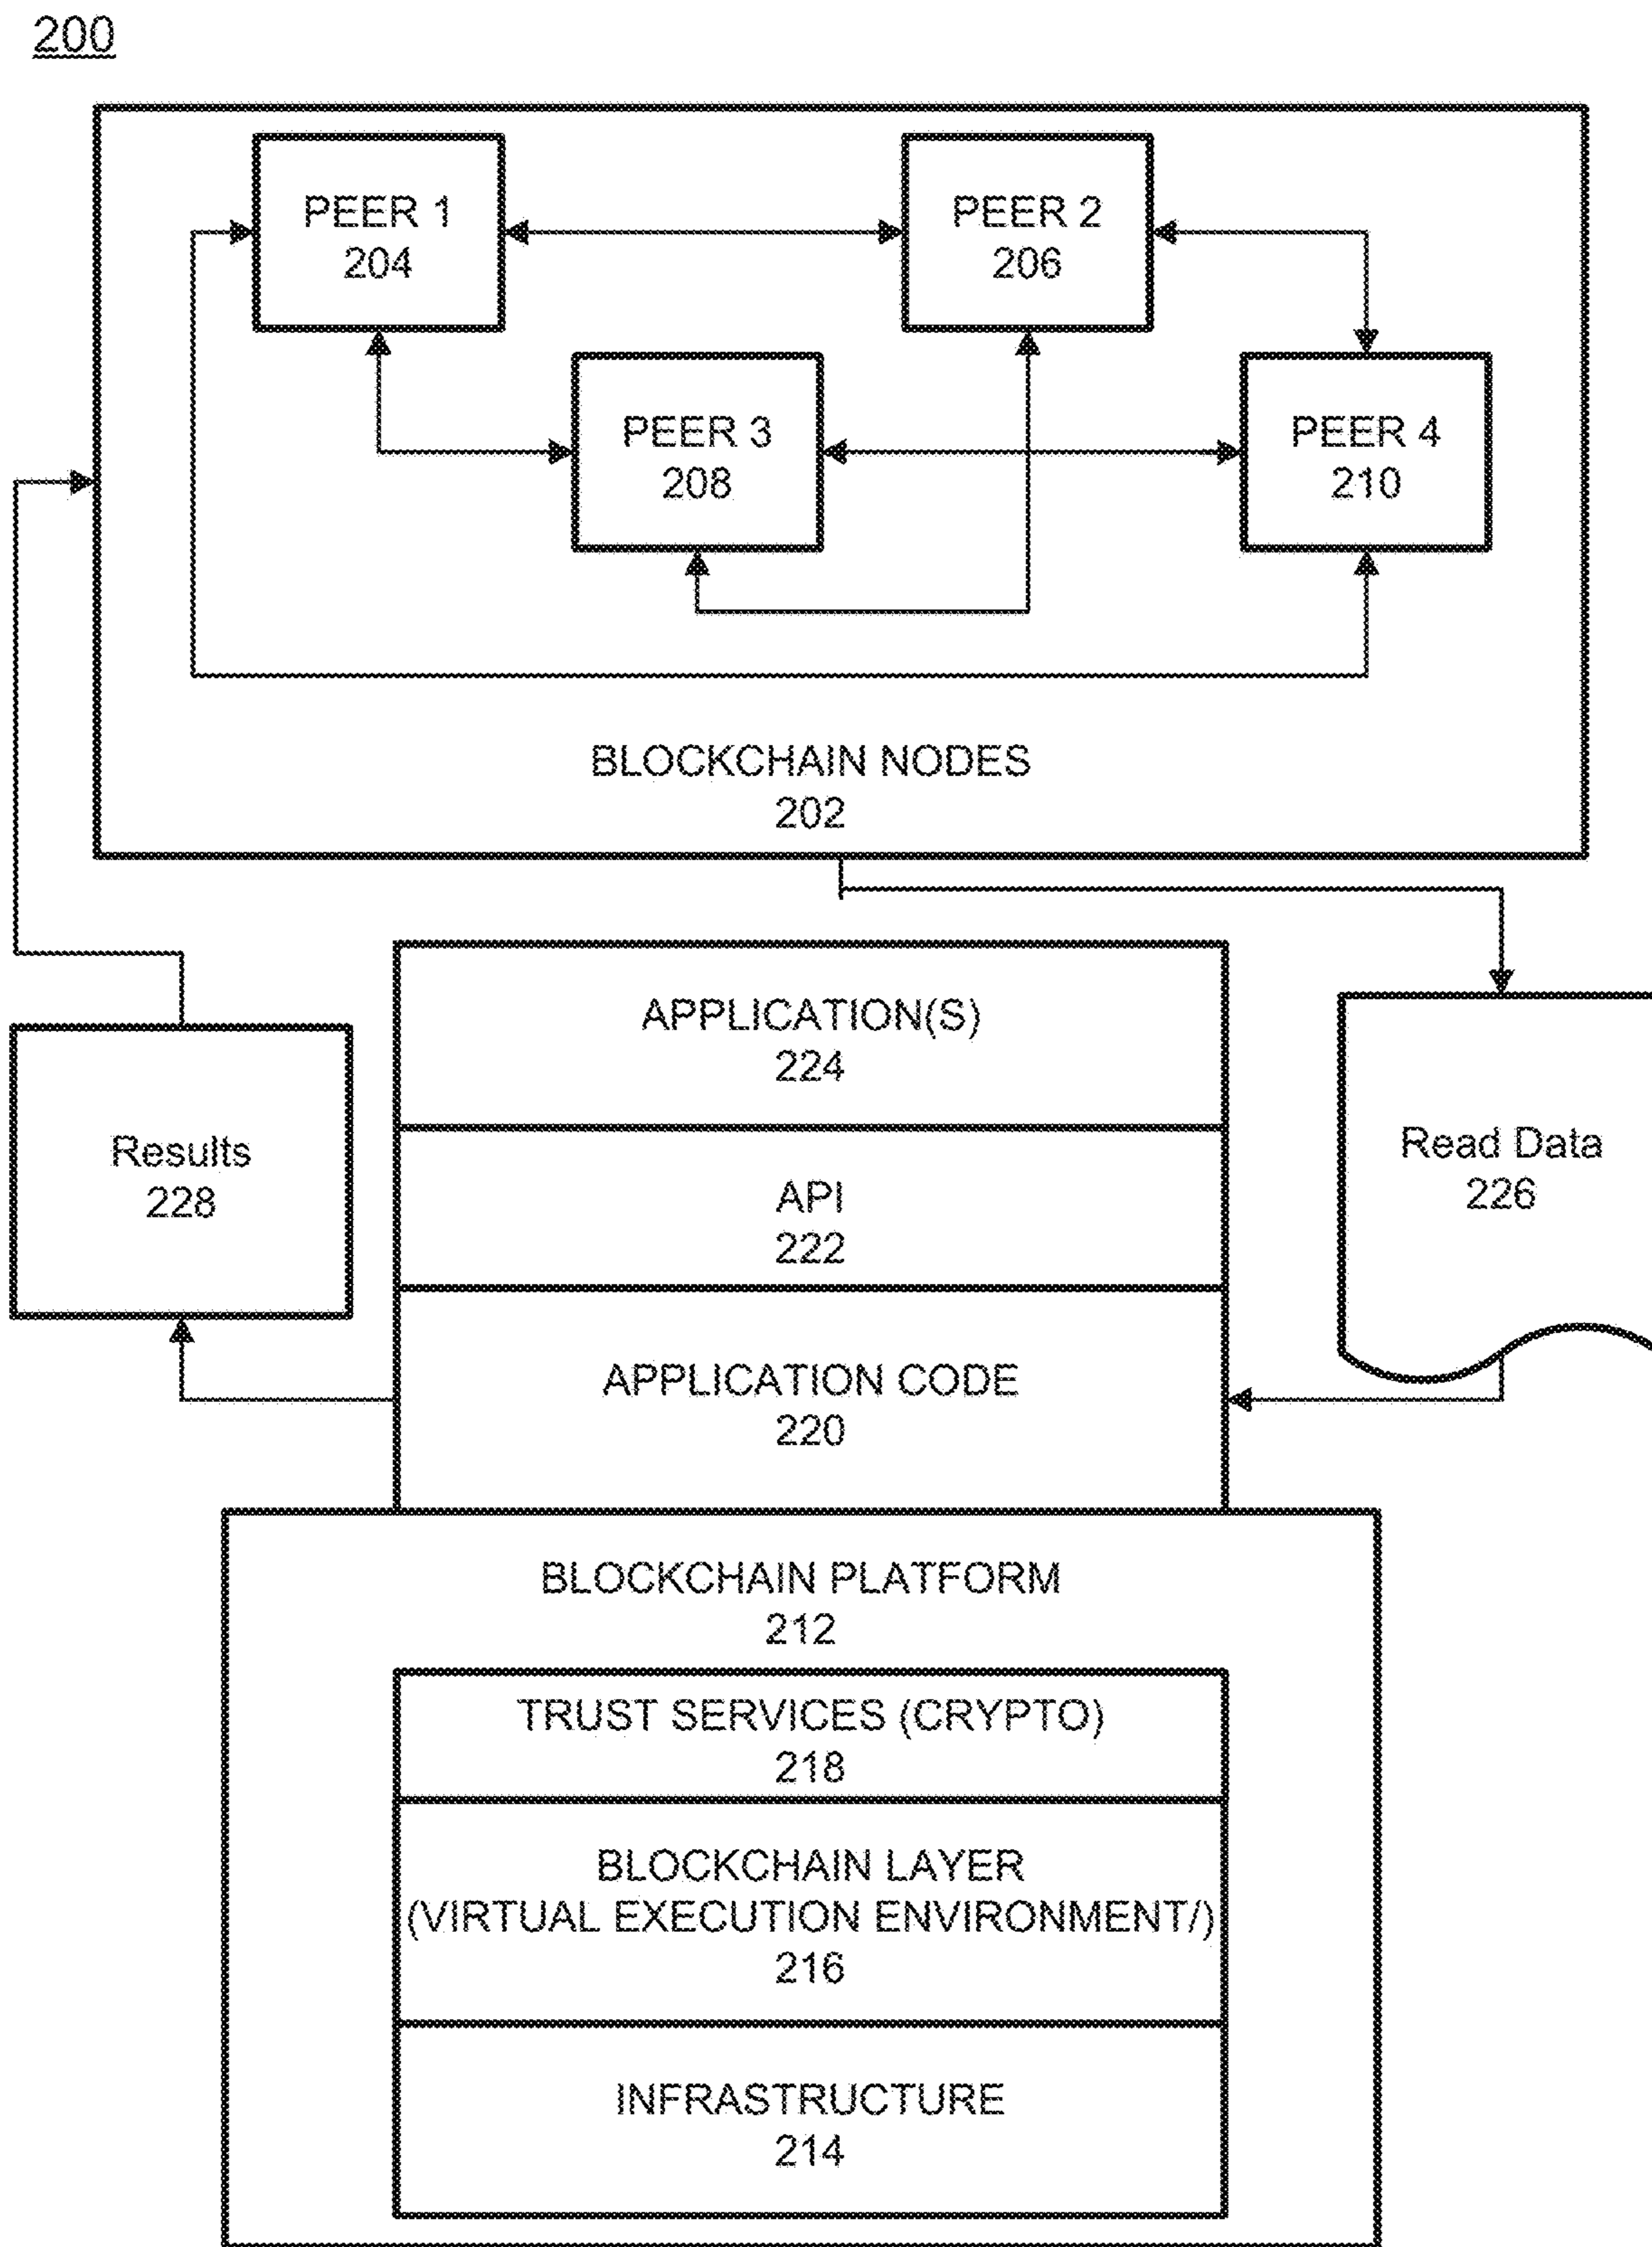 200
PEER 1
204
PEER 2
206
PEER 3
208
PEER 4
210
BLOCKCHAIN NODES
202
APPLICATION(S)
224
API
222
APPLICATION CODE
220
Results
228
Read Data
226
BLOCKCHAIN PLATFORM
212
TRUST SERVICES (CRYPTO)
218
BLOCKCHAIN LAYER
(VIRTUAL EXECUTION ENVIRONMENT/)
216
INFRASTRUCTURE
214